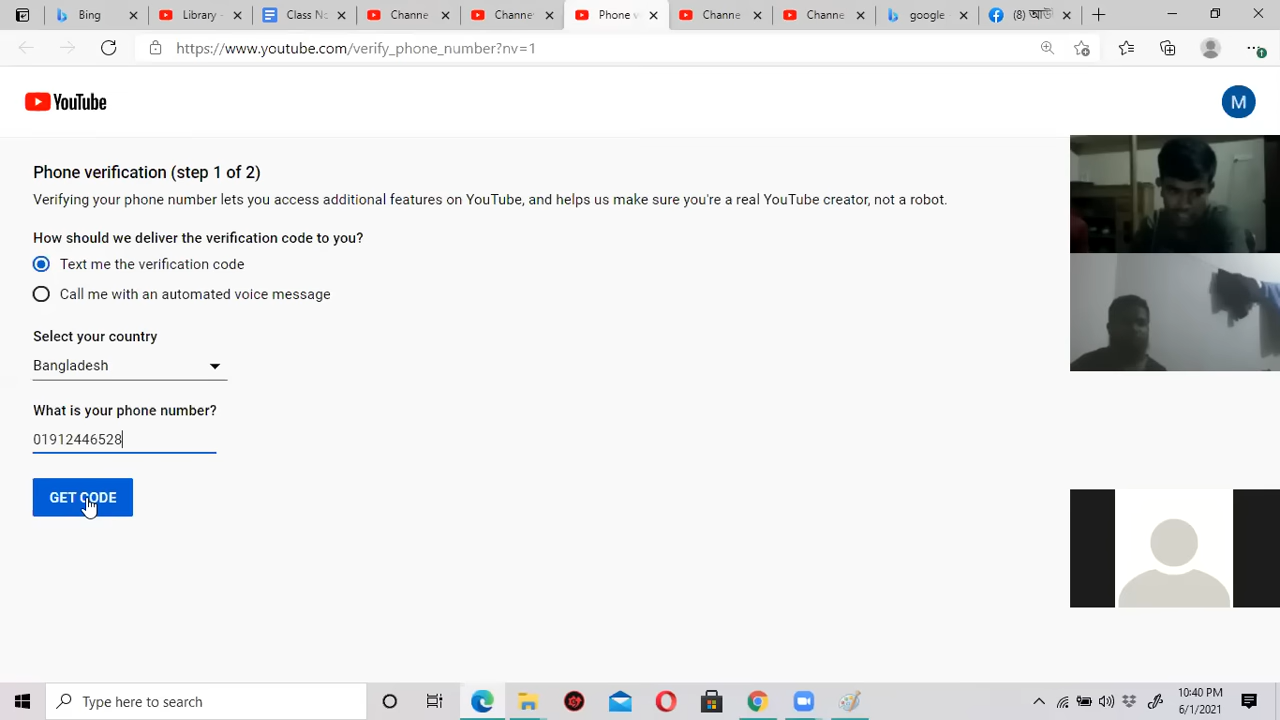 Bing
Library -
Class No
Channe
Channe
Phone v
Channe
Channe
google
(8)
https://www.youtube.com/verify_phone_number?nv=1
YouTube
M
Phone verification (step 1 of 2)
Verifying your phone number lets you access additional features on YouTube, and helps us make sure you're a real YouTube creator, not a robot.
How should we deliver the verification code to you?
Text me the verification code
Call me with an automated voice message
Select your country
Bangladesh
What is your phone number?
01912446528
GET CODE
Type here to search
10:40 PM
6/1/2021